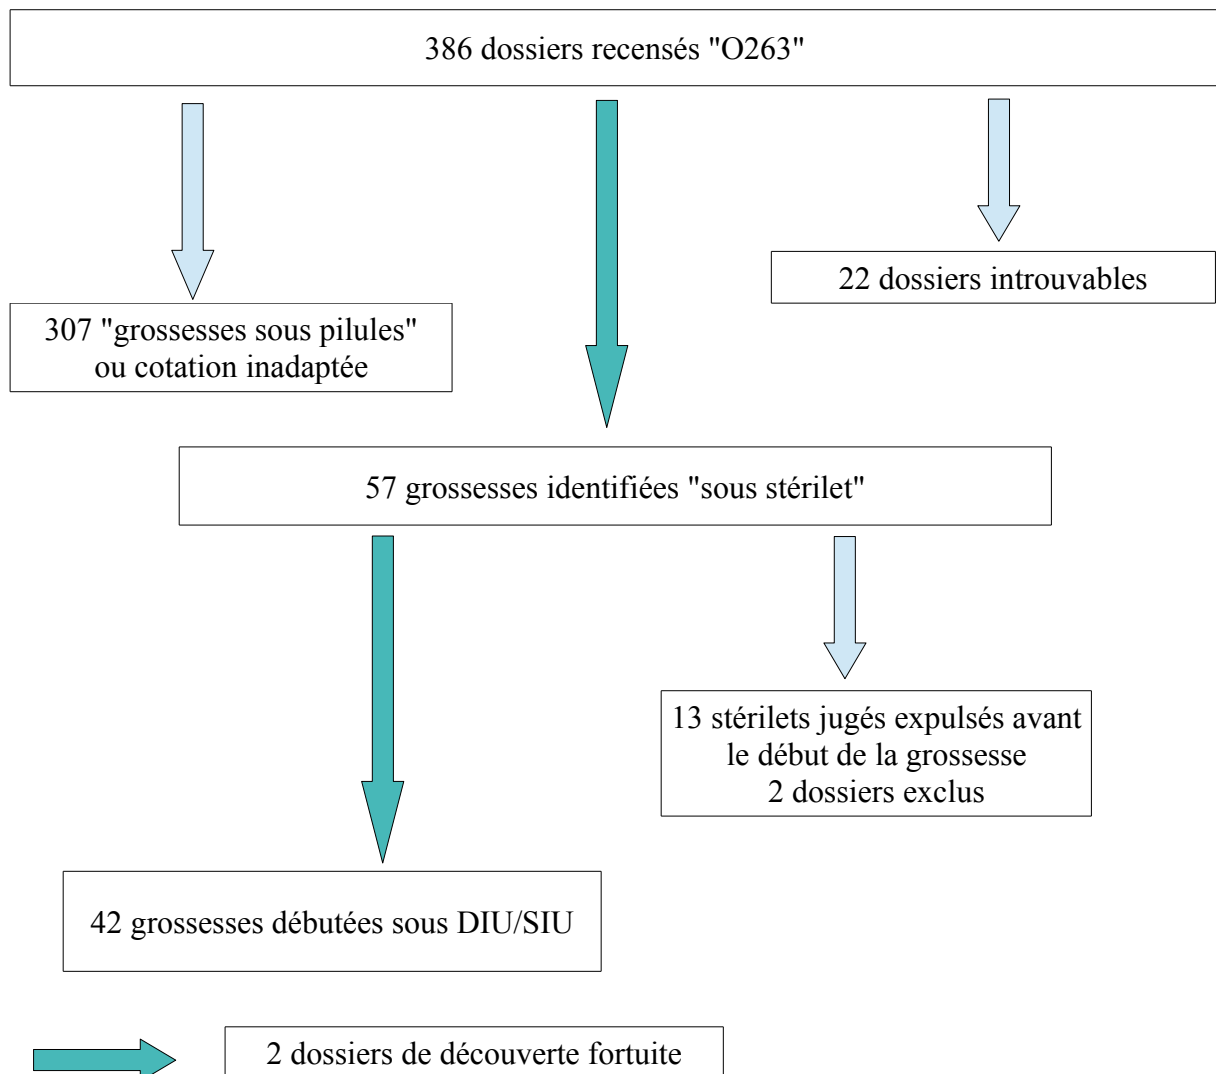 386 dossiers recensés "O263"
22 dossiers introuvables
307 "grossesses sous pilules"
ou cotation inadaptée
57 grossesses identifiées "sous stérilet"
13 stérilets jugés expulsés avant
le début de la grossesse
2 dossiers exclus
42 grossesses débutées sous DIU/SIU
2 dossiers de découverte fortuite